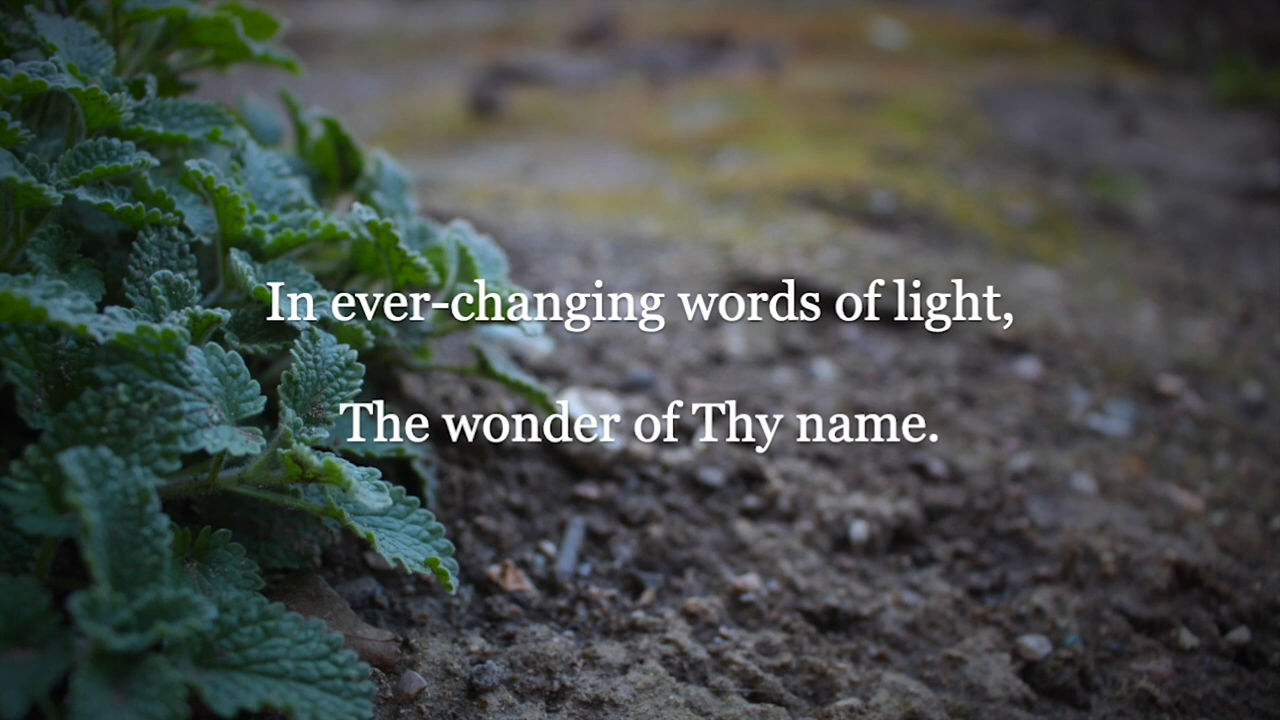 In ever-changing words of light,
The wonder of Thy name.